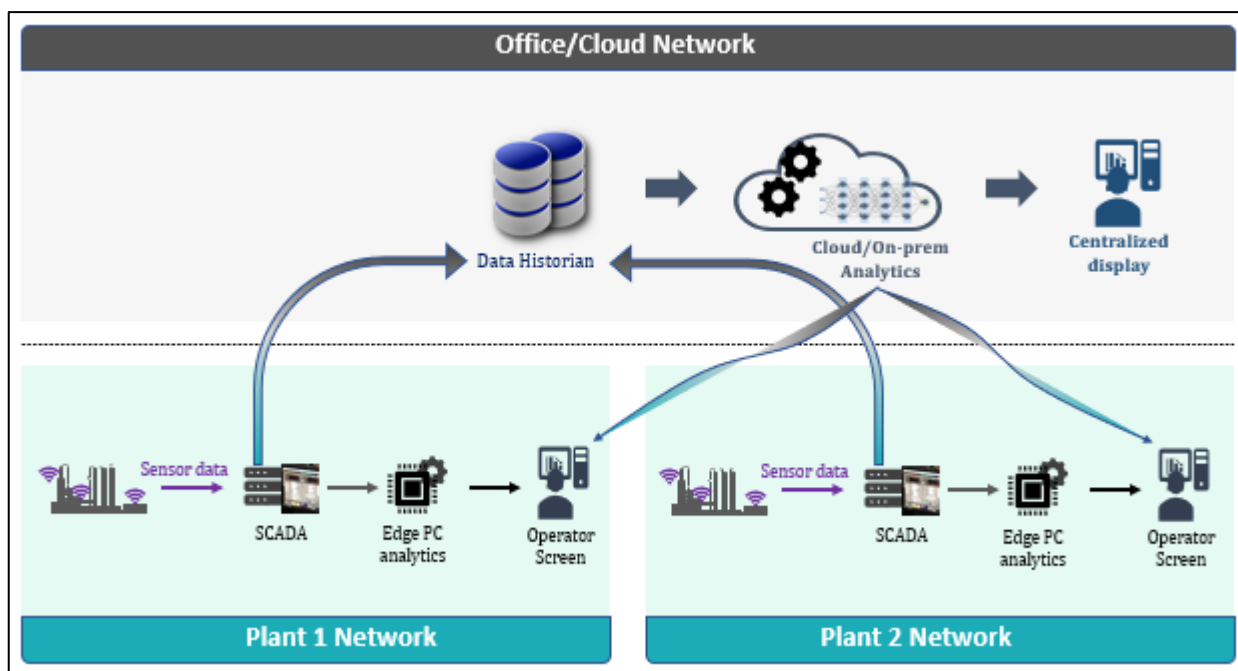 Office/Cloud Network
Data Historian
Cloud/On-prem
Analytics
Centralized
display
Sensor data
SCADA
Edge PC
analytics
Operator
Screen
Plant 1 Network
Sensor data
SCADA
Edge PC
analytics
Operator
Screen
Plant 2 Network